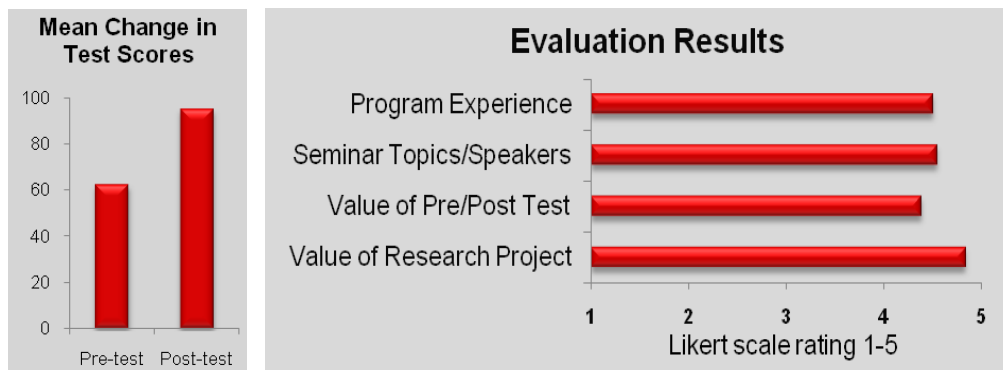 Mean Change in
Test Scores
100
80
60
40
20
0
Pre-test Post-test
Evaluation Results
Program Experience
Seminar Topics/Speakers
Value of Pre/Post Test
Value of Research Project
1 2 3 4 5
Likert scale rating 1-5